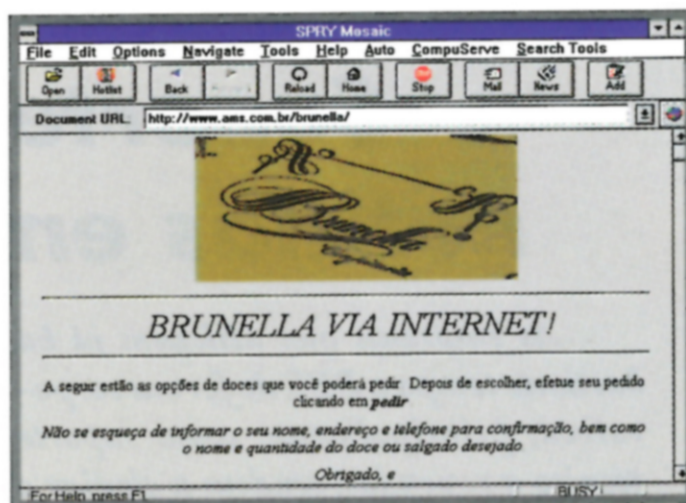 SPRY Mosaic
File Edit Options Navigate Tools Help Auto CompuServe Search Tools
Open Hotlist Back Forward Reload Home Stop Mail News Add
Document URL: http://www.ams.com.br/brunella/
Brunella
BRUNELLA VIA INTERNET!
A seguir estão as opções de doces que você poderá pedir Depois de escolher, efetue seu pedido
clicando em pedir
Não se esqueça de informar o seu nome, endereço e telefone para confirmação, bem como
o nome e quantidade do doce ou salgado desejado
Obrigado, e
For Help, press F1 BUSY